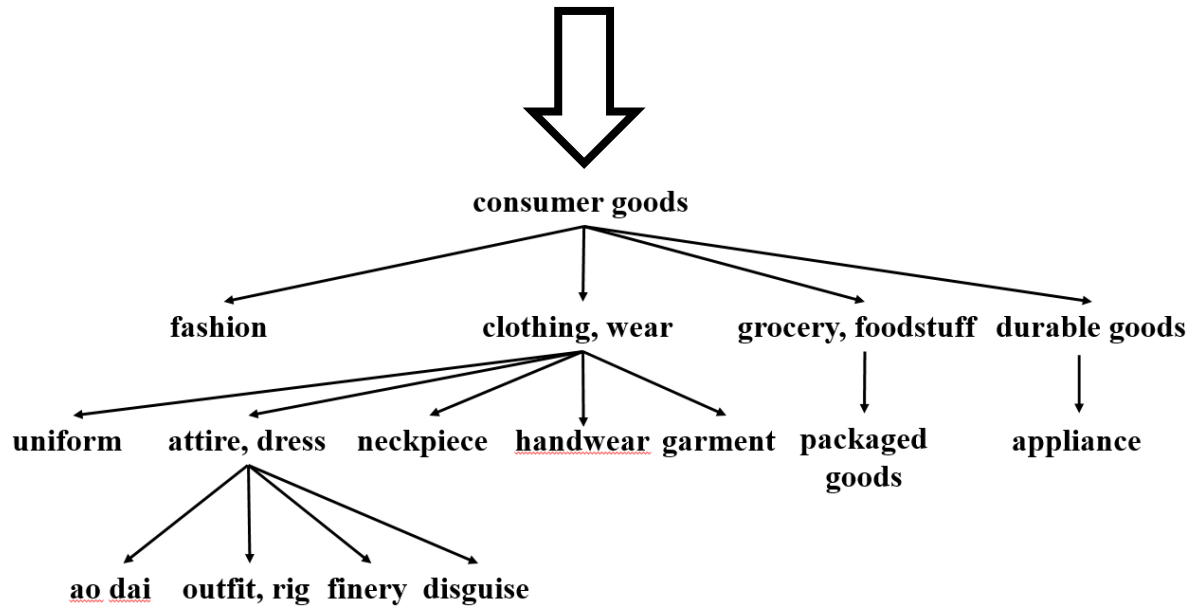 consumer goods
fashion clothing, wear grocery, foodstuff durable goods
uniform attire, dress neckpiece handwear garment packaged goods appliance
ao dai outfit, rig finery disguise